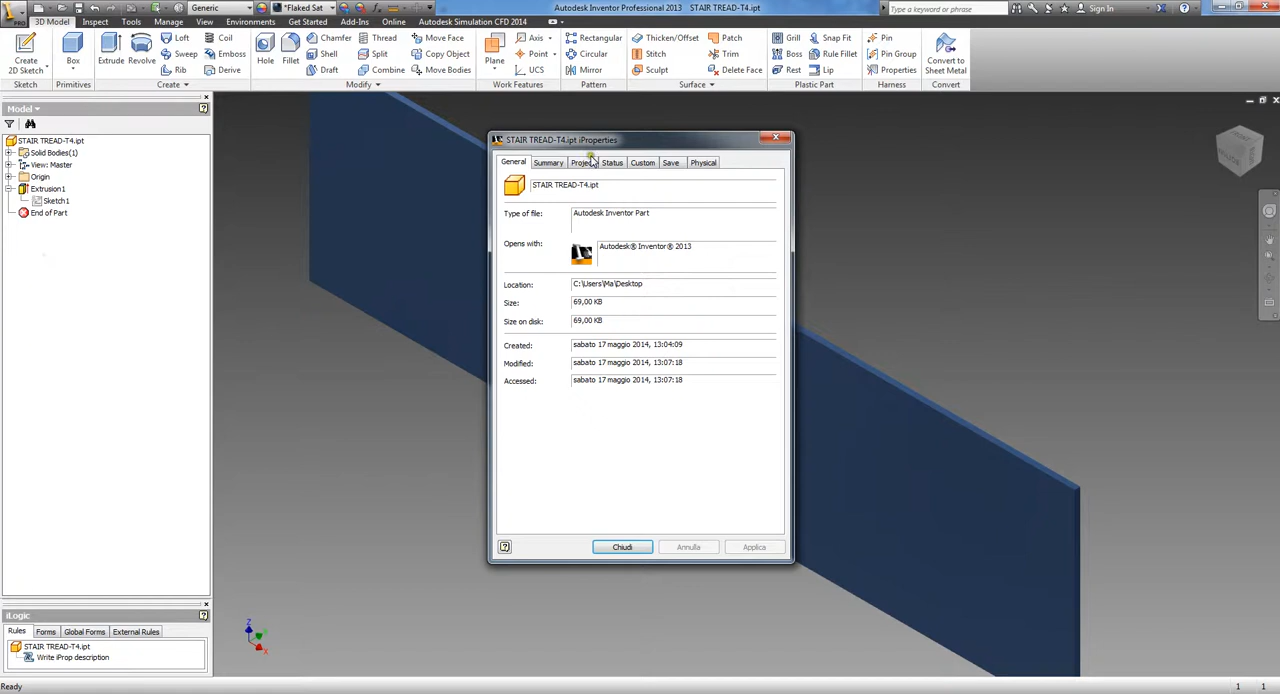 Generic
*Flaked Sat
Autodesk Inventor Professional 2013 STAIR TREAD-T4.ipt
Type a keyword or phrase
Sign In
PRO
3D Model Inspect Tools Manage View Environments Get Started Add-Ins Online Autodesk Simulation CFD 2014
Create
2D Sketch
Box
Extrude
Revolve
Loft
Sweep
Rib
Coil
Emboss
Derive
Hole
Fillet
Chamfer
Shell
Draft
Thread
Split
Combine
Move Face
Copy Object
Move Bodies
Plane
Axis
Point
UCS
Rectangular
Circular
Mirror
Thicken/Offset
Stitch
Sculpt
Patch
Trim
Delete Face
Grill
Boss
Rest
Snap Fit
Rule Fillet
Lip
Pin
Pin Group
Properties
Convert to
Sheet Metal
Sketch Primitives Create Modify Work Features Pattern Surface Plastic Part Harness Convert
Model
STAIR TREAD-T4.ipt
Solid Bodies(1)
View: Master
Origin
Extrusion1
Sketch1
End of Part
STAIR TREAD-T4.ipt iProperties
General Summary Project Status Custom Save Physical
STAIR TREAD-T4.ipt
Type of file: Autodesk Inventor Part
Opens with: Autodesk® Inventor® 2013
Location: C:\Users\Ma\Desktop
Size: 69,00 KB
Size on disk: 69,00 KB
Created: sabato 17 maggio 2014, 13:04:09
Modified: sabato 17 maggio 2014, 13:07:18
Accessed: sabato 17 maggio 2014, 13:07:18
Chiudi Annulla Applica
iLogic
Rules Forms Global Forms External Rules
STAIR TREAD-T4.ipt
Write iProp description
Z
X
Ready
1 1